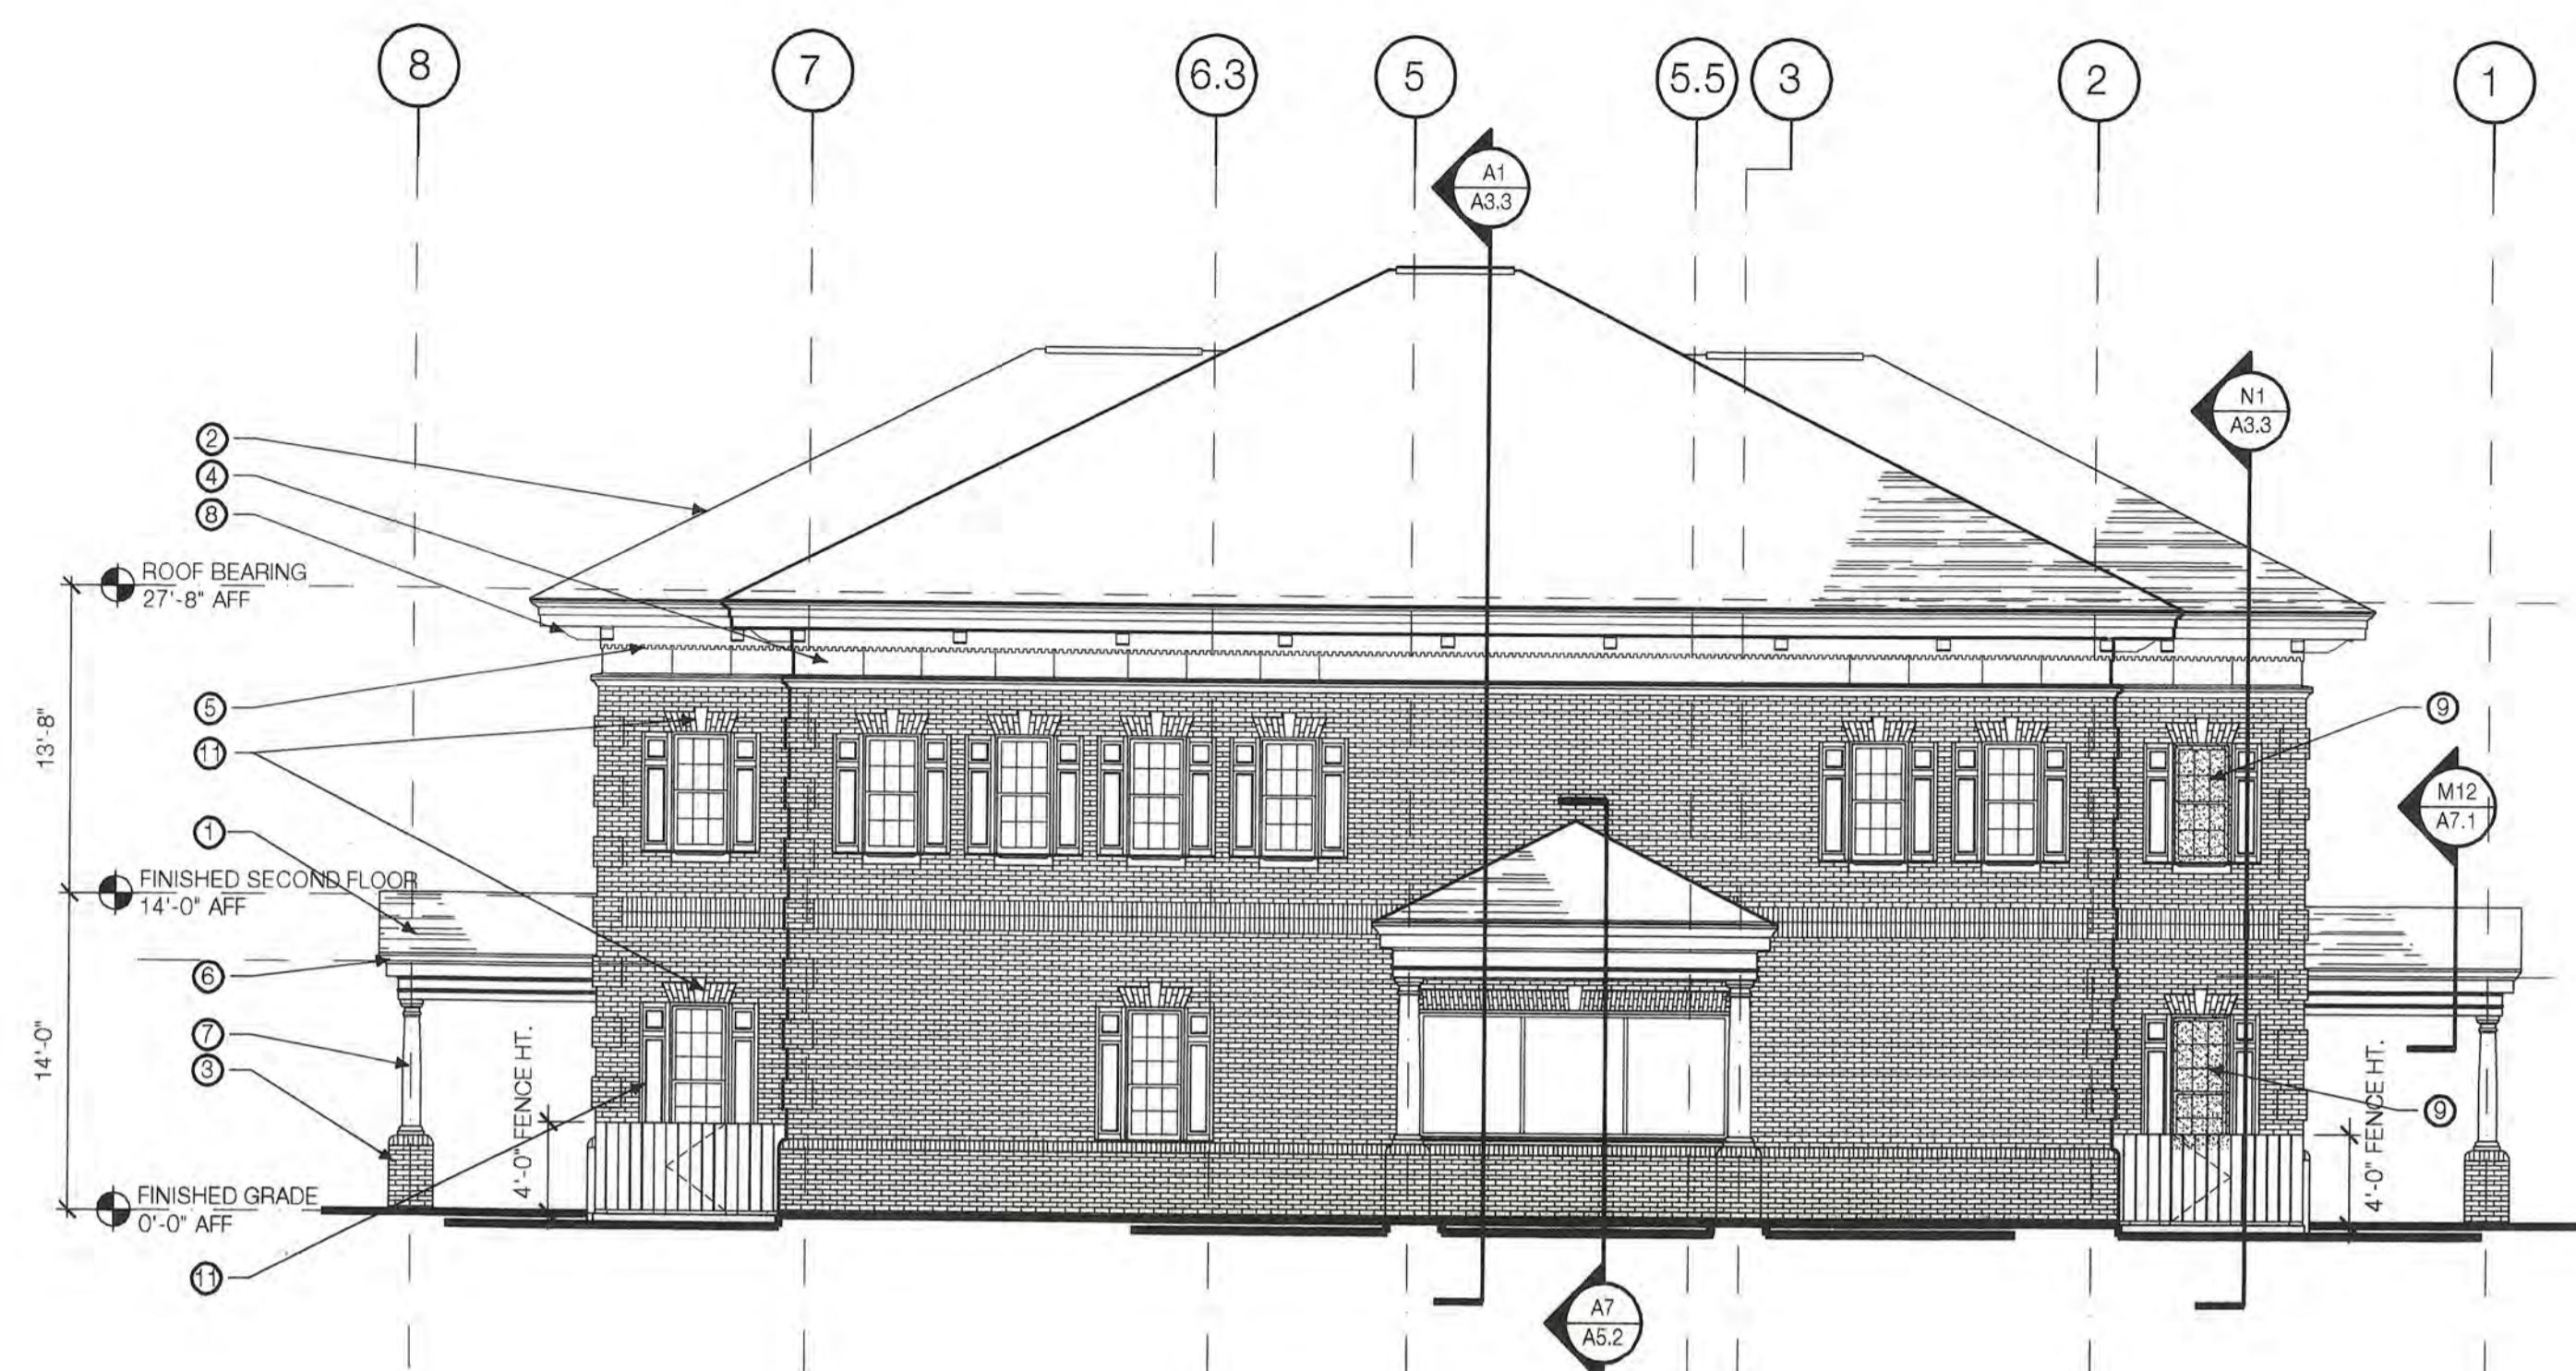 8
7
6.3
5
5.5
3
2
1
A1
A3.3
N1
A3.3
2
4
8
ROOF BEARING
27'-8" AFF
5
11
9
13'-8"
M12
A7.1
1
FINISHED SECOND FLOOR
14'-0" AFF
6
7
3
14'-0"
4'-0" FENCE HT.
4'-0" FENCE HT.
9
FINISHED GRADE
0'-0" AFF
11
A7
A5.2